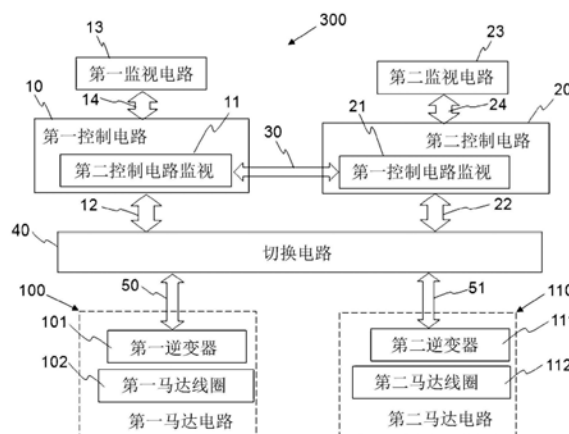 13
300
23
第一监视电路
第二监视电路
10
14
11
21
24
20
第一控制电路
第二控制电路
30
第二控制电路监视
第一控制电路监视
12
22
40
切换电路
100
50
51
110
101
第一逆变器
第二逆变器
111
102
第一马达线圈
第二马达线圈
112
第一马达电路
第二马达电路